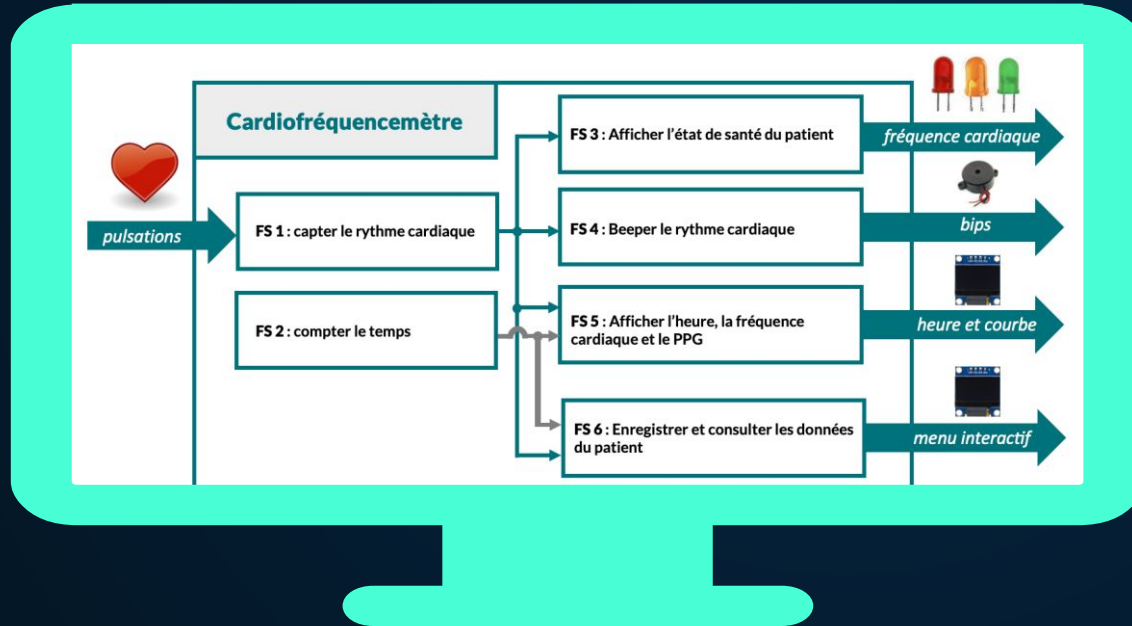 Cardiofréquencemètre
pulsations
FS 1 : capter le rythme cardiaque
FS 2 : compter le temps
FS 3 : Afficher l'état de santé du patient
fréquence cardiaque
FS 4 : Beeper le rythme cardiaque
bips
FS 5 : Afficher l'heure, la fréquence
cardiaque et le PPG
heure et courbe
FS 6 : Enregistrer et consulter les données
du patient
menu interactif